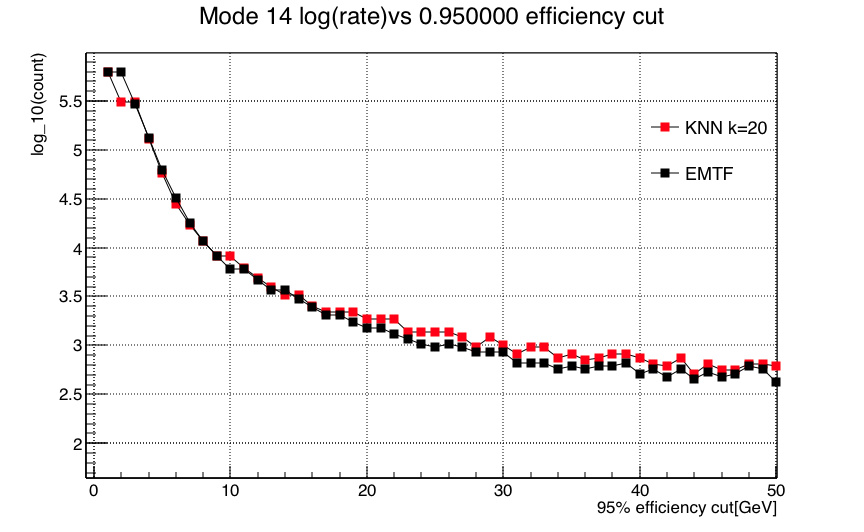 Mode 14 log(rate)vs 0.950000 efficiency cut
log_10(count)
5.5
5
4.5
4
3.5
3
2.5
2
KNN k=20
EMTF
0 10 20 30 40 50
95% efficiency cut[GeV]